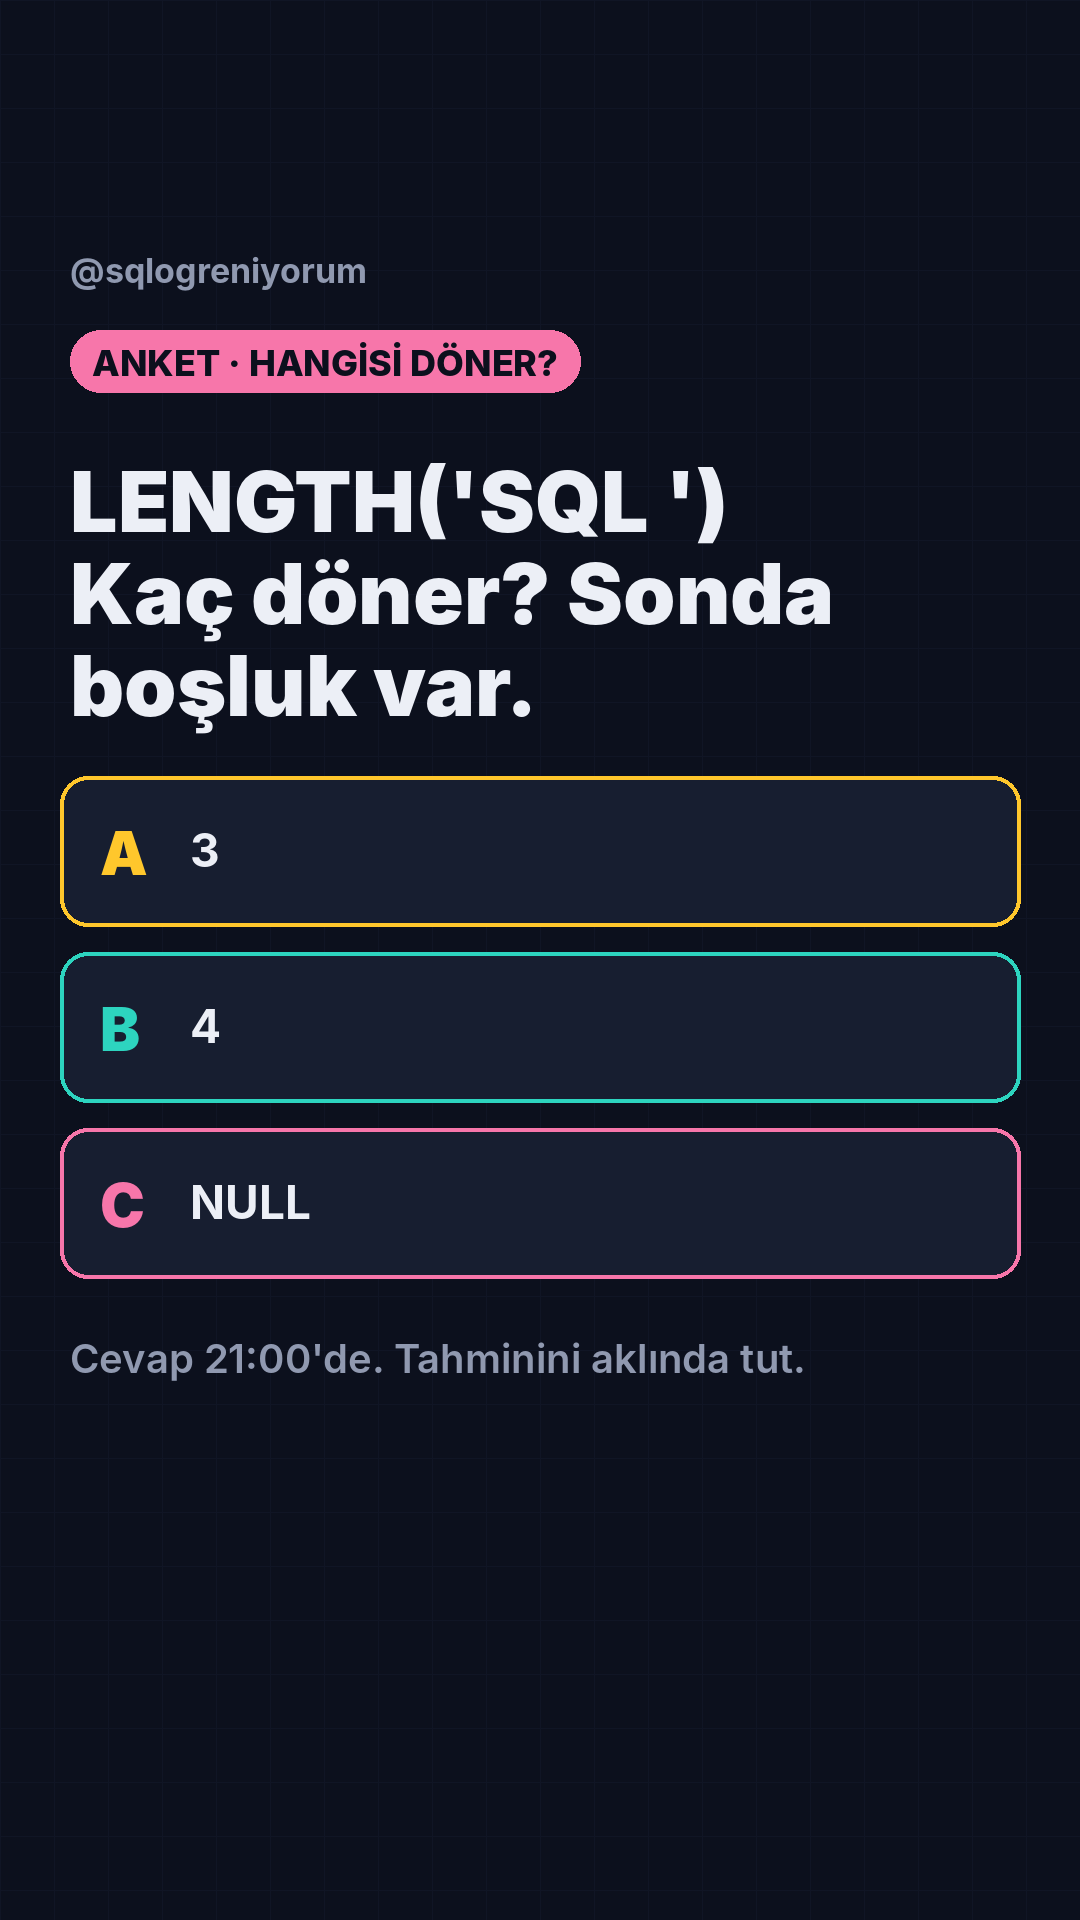 @sqlogreniyorum
ANKET · HANGİSİ DÖNER?
LENGTH('SQL ')
Kaç döner? Sonda
boşluk var.
A 3
B 4
C NULL
Cevap 21:00'de. Tahminini aklında tut.